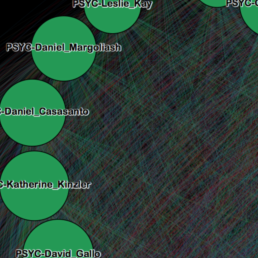 PSYC-Leslie_Kay
PSYC-Daniel_Margoliash
C-Daniel_Casasanto
C-Katherine_Kinzler
PSYC-David_Gallo